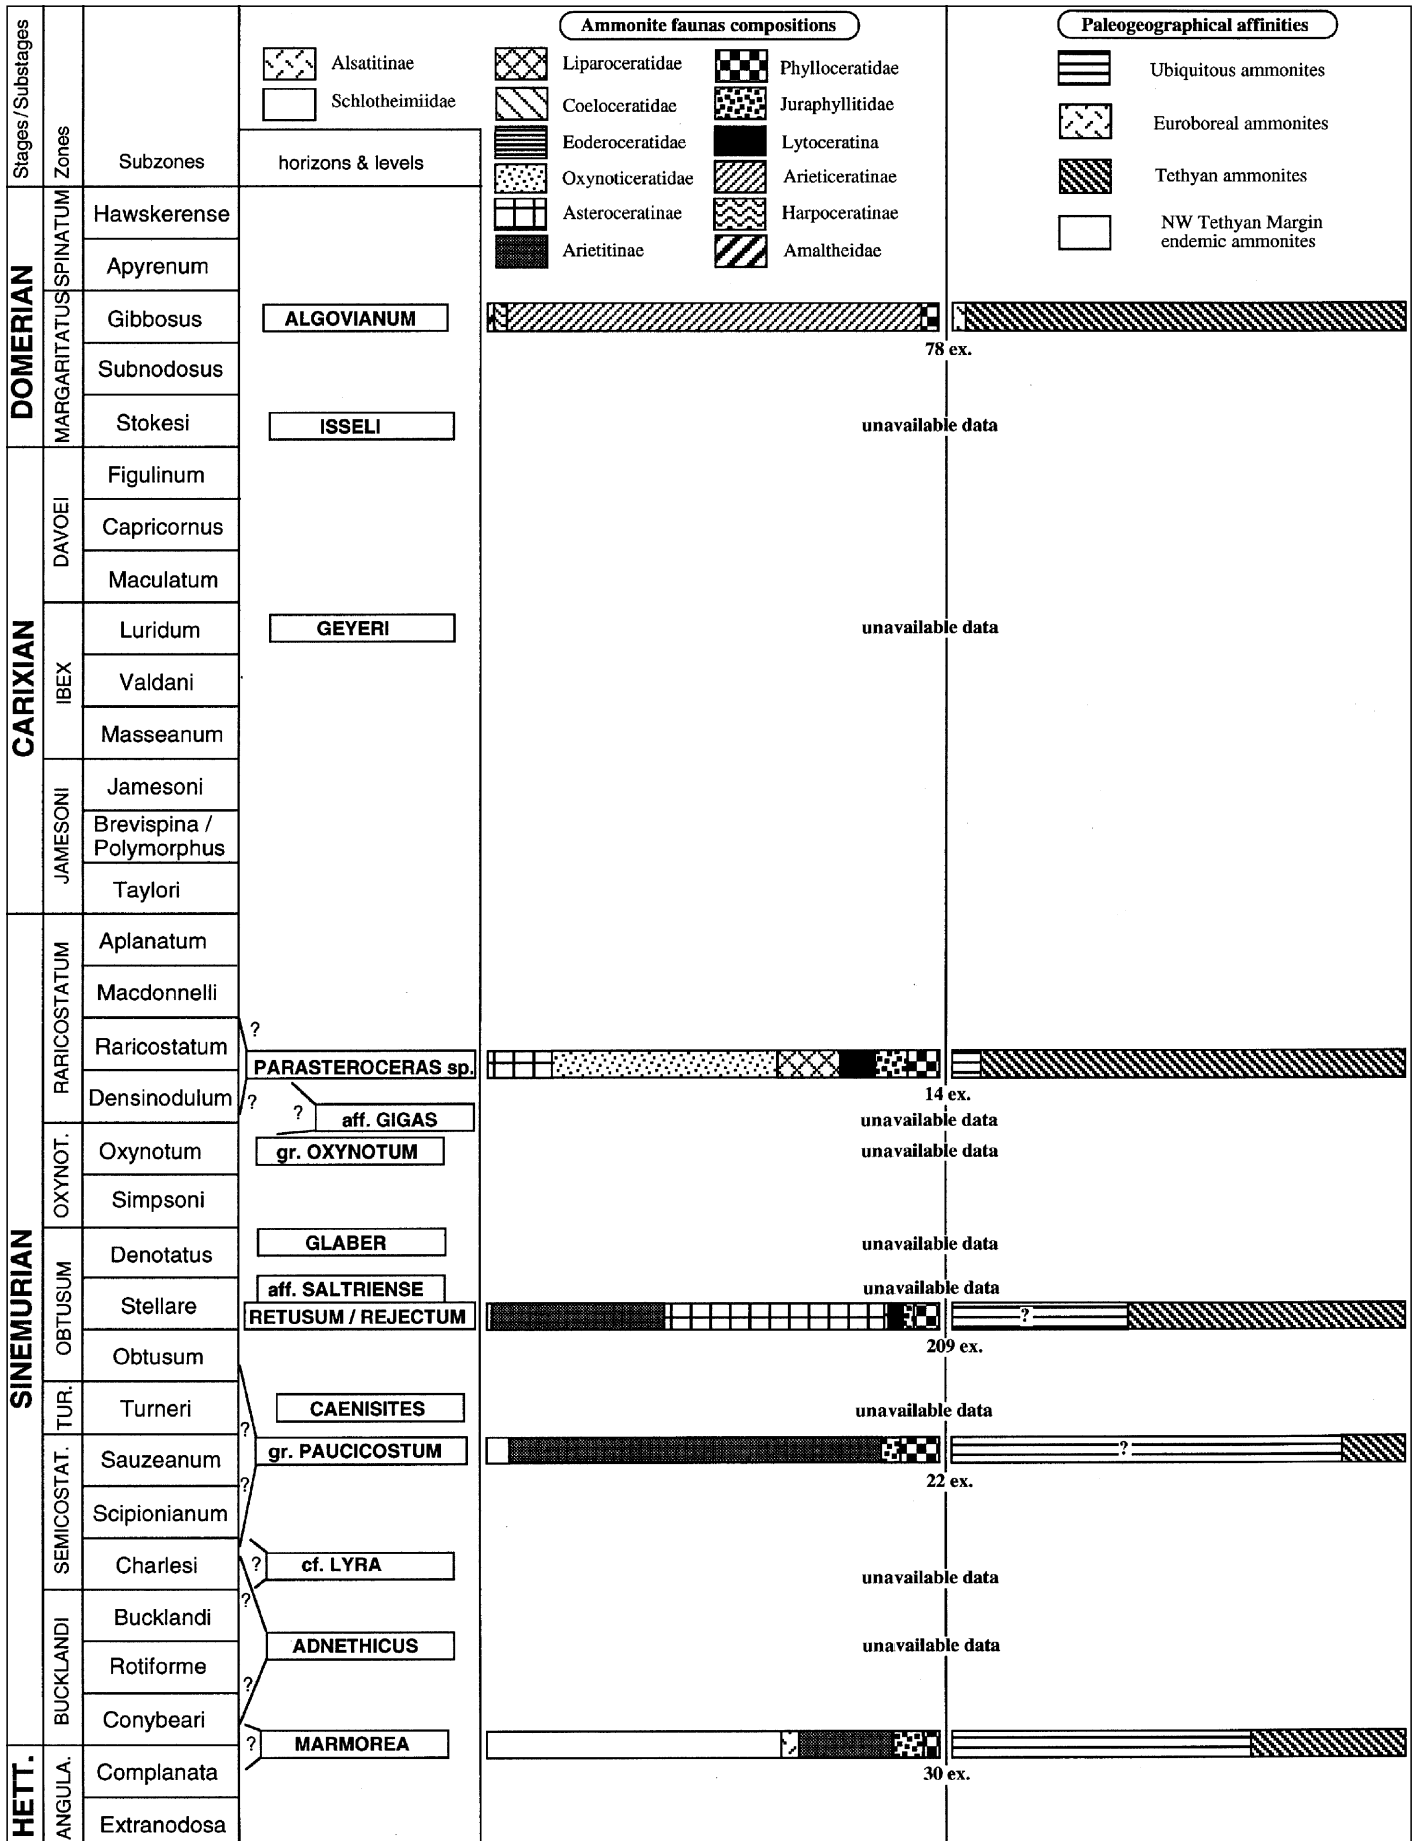 Stages / Substages
Zones
Subzones
horizons & levels
Ammonite faunas compositions
Alsatitinae
Schlotheimiidae
Liparoceratidae
Coeloceratidae
Eoderoceratidae
Oxynoticeratidae
Asteroceratinae
Arietitinae
Phylloceratidae
Juraphyllitidae
Lytoceratina
Arieticeratinae
Harpoceratinae
Amaltheidae
Paleogeographical affinities
Ubiquitous ammonites
Euroboreal ammonites
Tethyan ammonites
NW Tethyan Margin
endemic ammonites
DOMERIAN
SPINATUM
Hawskerense
Apyrenum
MARGARITATUS
Gibbosus
ALGOVIANUM
78 ex.
Subnodosus
Stokesi
ISSELI
unavailable data
CARIXIAN
DAVOEI
Figulinum
Capricornus
Maculatum
IBEX
Luridum
GEYERI
unavailable data
Valdani
Masseanum
JAMESONI
Jamesoni
Brevispina /
Polymorphus
Taylori
SINEMURIAN
RARICOSTATUM
Aplanatum
Macdonnelli
?
Raricostatum
PARASTEROCERAS sp.
14 ex.
Densinodulum
?
?
aff. GIGAS
unavailable data
OXYNOT.
Oxynotum
gr. OXYNOTUM
unavailable data
Simpsoni
OBTUSUM
Denotatus
GLABER
unavailable data
aff. SALTRIENSE
unavailable data
Stellare
RETUSUM / REJECTUM
?
209 ex.
Obtusum
TUR.
Turneri
CAENISITES
unavailable data
?
SEMICOSTAT.
Sauzeanum
gr. PAUCICOSTUM
?
22 ex.
?
Scipionianum
Charlesi
?
cf. LYRA
unavailable data
?
BUCKLANDI
Bucklandi
ADNETHICUS
unavailable data
Rotiforme
?
Conybeari
?
MARMOREA
30 ex.
HETT.
ANGULA.
Complanata
Extranodosa